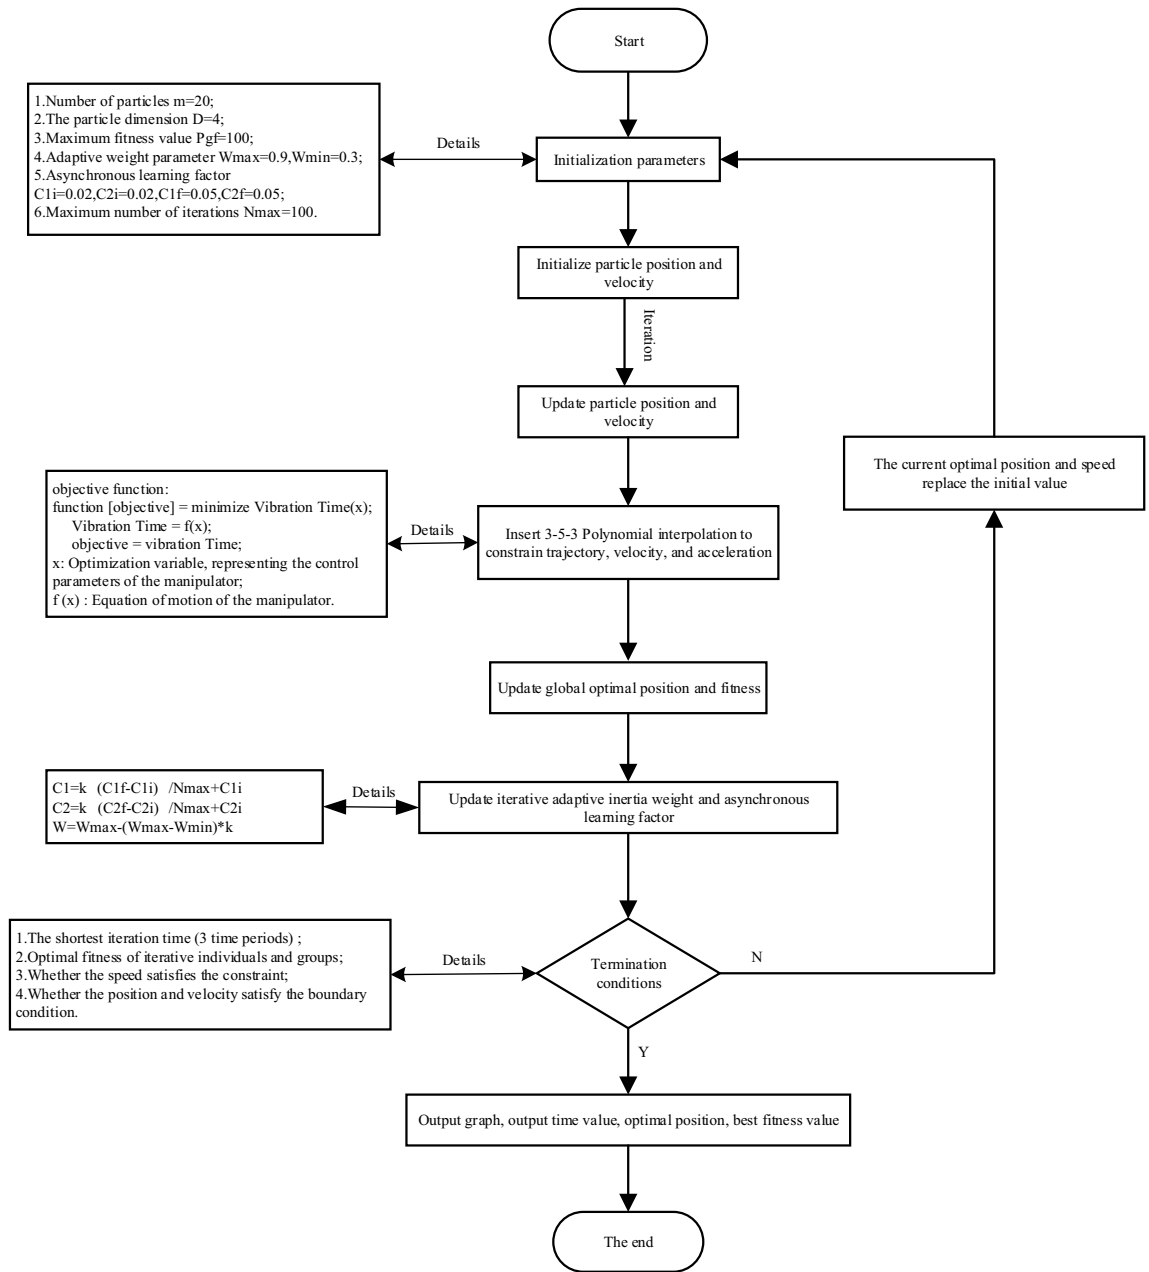 Start
1.Number of particles m=20;
2.The particle dimension D=4;
3.Maximum fitness value Pgf=100;
4.Adaptive weight parameter Wmax=0.9,Wmin=0.3;
5.Asynchronous learning factor
C1i=0.02,C2i=0.02,C1f=0.05,C2f=0.05;
6.Maximum number of iterations Nmax=100.
Details
Initialization parameters
Initialize particle position and
velocity
Iteration
Update particle position and
velocity
The current optimal position and speed
replace the initial value
objective function:
function [objective] = minimize Vibration Time(x);
Vibration Time = f(x);
objective = vibration Time;
x: Optimization variable, representing the control
parameters of the manipulator;
f (x) : Equation of motion of the manipulator.
Details
Insert 3-5-3 Polynomial interpolation to
constrain trajectory, velocity, and acceleration
Update global optimal position and fitness
C1=k (C1f-C1i) /Nmax+C1i
C2=k (C2f-C2i) /Nmax+C2i
W=Wmax-(Wmax-Wmin)*k
Details
Update iterative adaptive inertia weight and asynchronous
learning factor
1.The shortest iteration time (3 time periods) ;
2.Optimal fitness of iterative individuals and groups;
3.Whether the speed satisfies the constraint;
4.Whether the position and velocity satisfy the boundary
condition.
Details
Termination
conditions
N
Y
Output graph, output time value, optimal position, best fitness value
The end